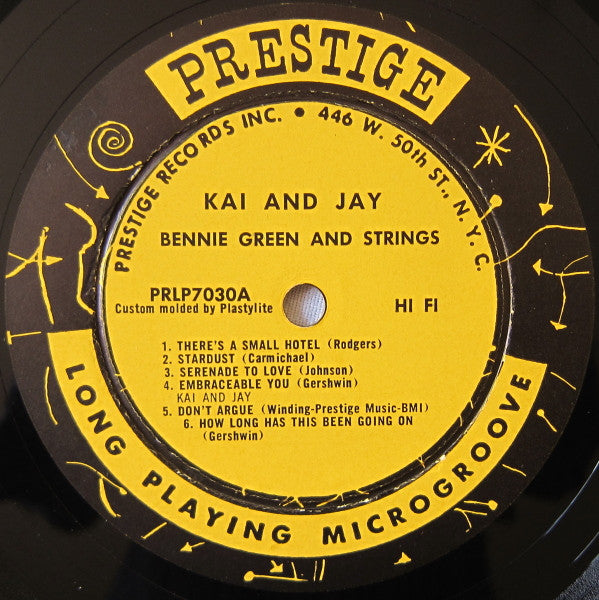 PRESTIGE
PRESTIGE RECORDS INC. • 446 W. 50th ST., N. Y. C.
KAI AND JAY
BENNIE GREEN AND STRINGS
PRLP7030A
Custom molded by Plastylite
HI FI
1. THERE'S A SMALL HOTEL (Rodgers)
2. STARDUST (Carmichael)
3. SERENADE TO LOVE (Johnson)
4. EMBRACEABLE YOU (Gershwin)
KAI AND JAY
5. DON'T ARGUE (Winding-Prestige Music-BMI)
6. HOW LONG HAS THIS BEEN GOING ON
(Gershwin)
LONG PLAYING MICROGROOVE